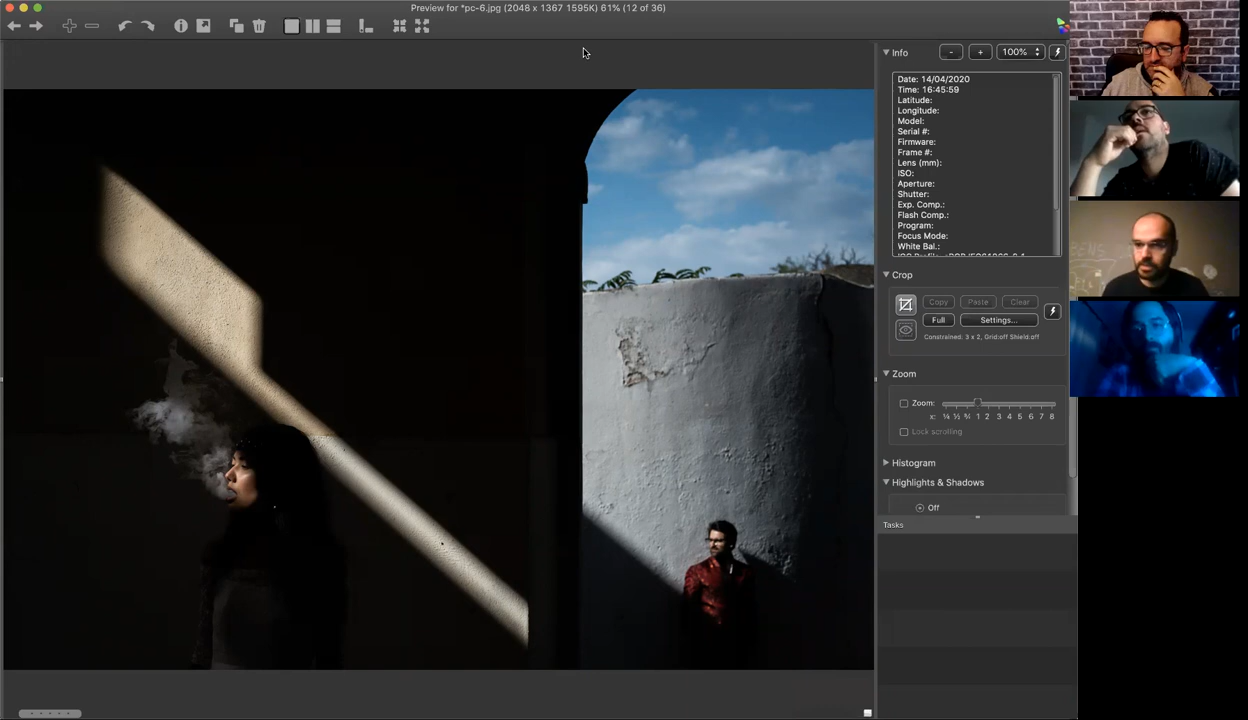 Preview for *pc-6.jpg (2048 x 1367 1595K) 61% (12 of 36)
Info
- + 100%
Date: 14/04/2020
Time: 16:45:59
Latitude:
Longitude:
Model:
Serial #:
Firmware:
Frame #:
Lens (mm):
ISO:
Aperture:
Shutter:
Exp. Comp.:
Flash Comp.:
Program:
Focus Mode:
White Bal.:
Crop
Copy Paste Clear
Full Settings...
Constrained: 3 x 2, Grid:off Shield:off
Zoom
Zoom:
x: ¼ ½ ¾ 1 2 3 4 5 6 7 8
Lock scrolling
Histogram
Highlights & Shadows
Off
Tasks